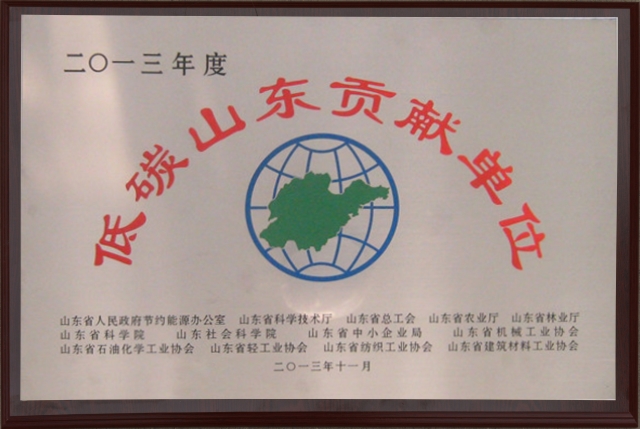 二〇一三年度
低碳山东贡献单位
山东省人民政府节约能源办公室 山东省科学技术厅 山东省总工会 山东省农业厅 山东省林业厅
山东省科学院 山东社会科学院 山东省中小企业局 山东省机械工业协会
山东省石油化学工业协会 山东省轻工业协会 山东省纺织工业协会 山东省建筑材料工业协会
二〇一三年十一月